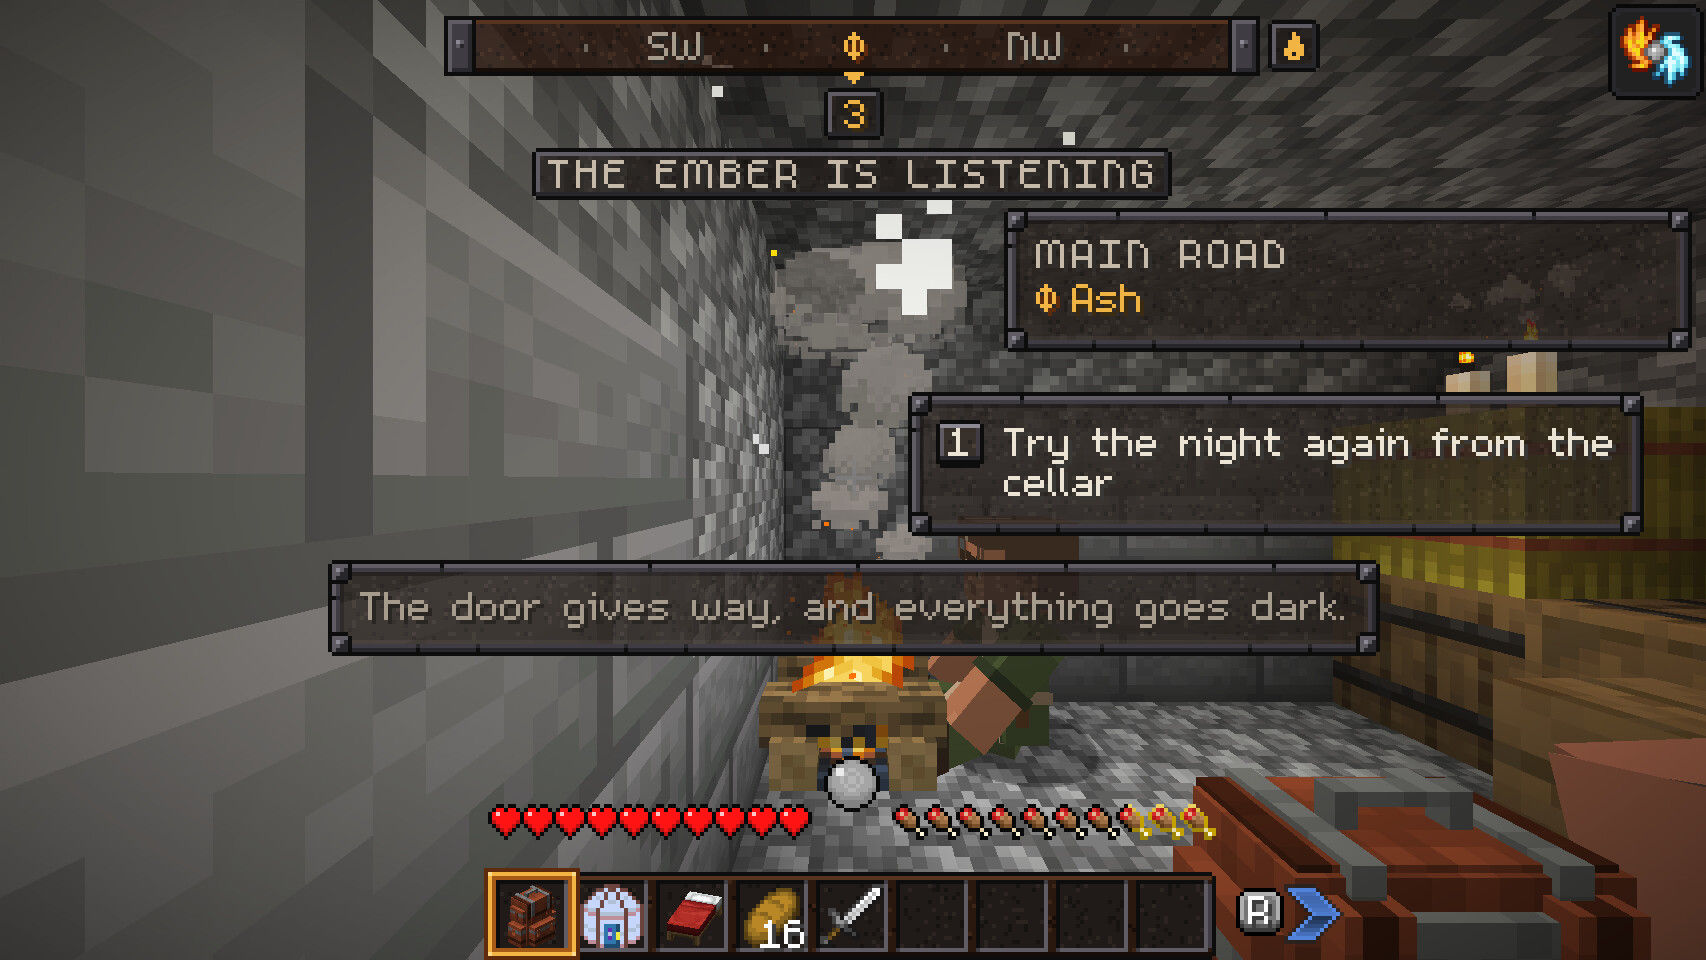 SW
NW
3
THE EMBER IS LISTENING
MAIN ROAD
Ash
1 Try the night again from the
cellar
The door gives way, and everything goes dark.
16
R